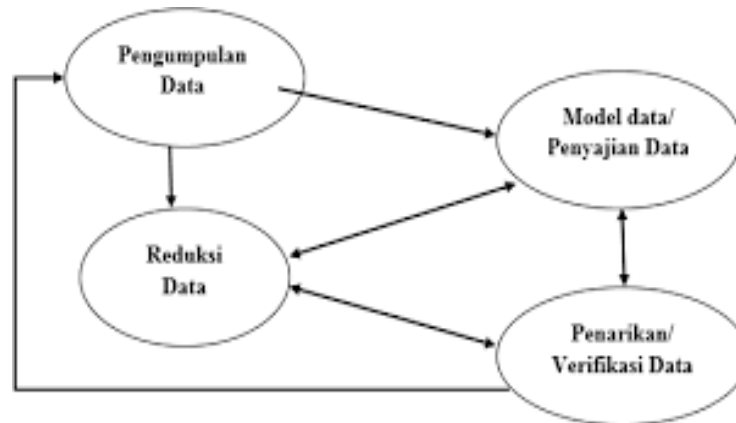 Pengumpulan
Data
Model data/
Penyajian Data
Reduksi
Data
Penarikan/
Verifikasi Data